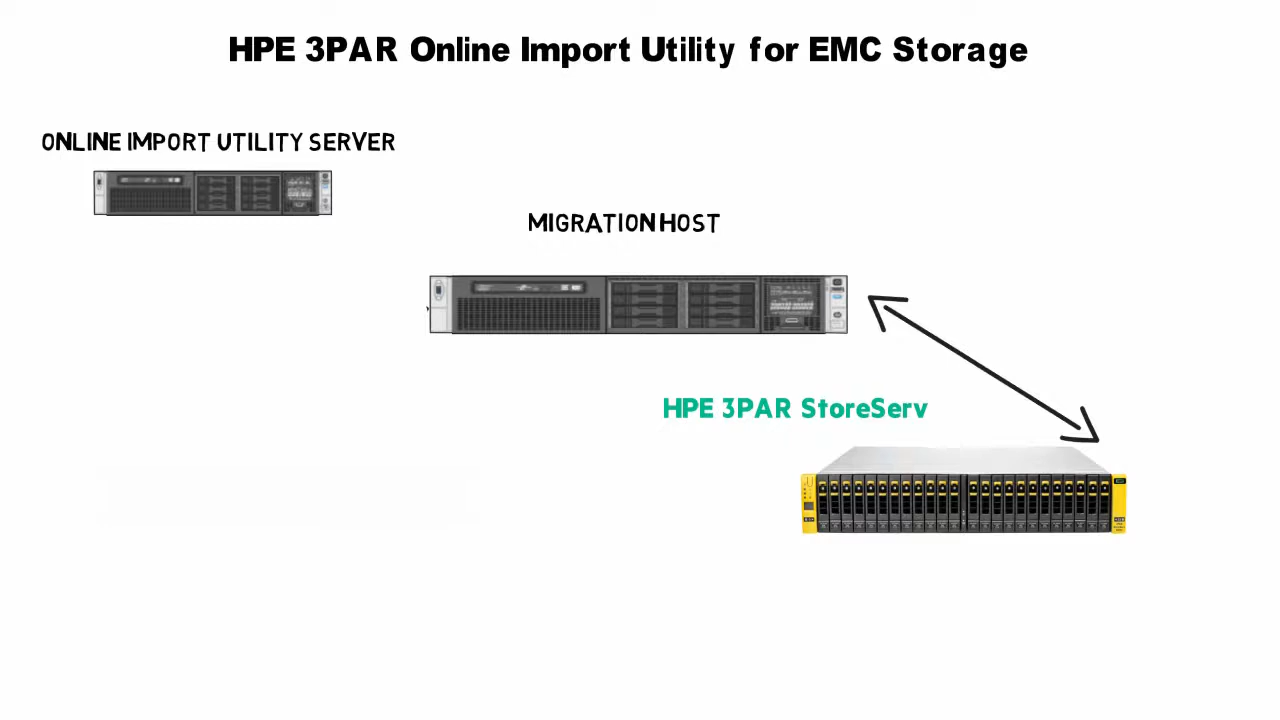 HPE 3PAR Online Import Utility for EMC Storage
ONLINE IMPORT UTILITY SERVER
MIGRATION HOST
HPE 3PAR StoreServ